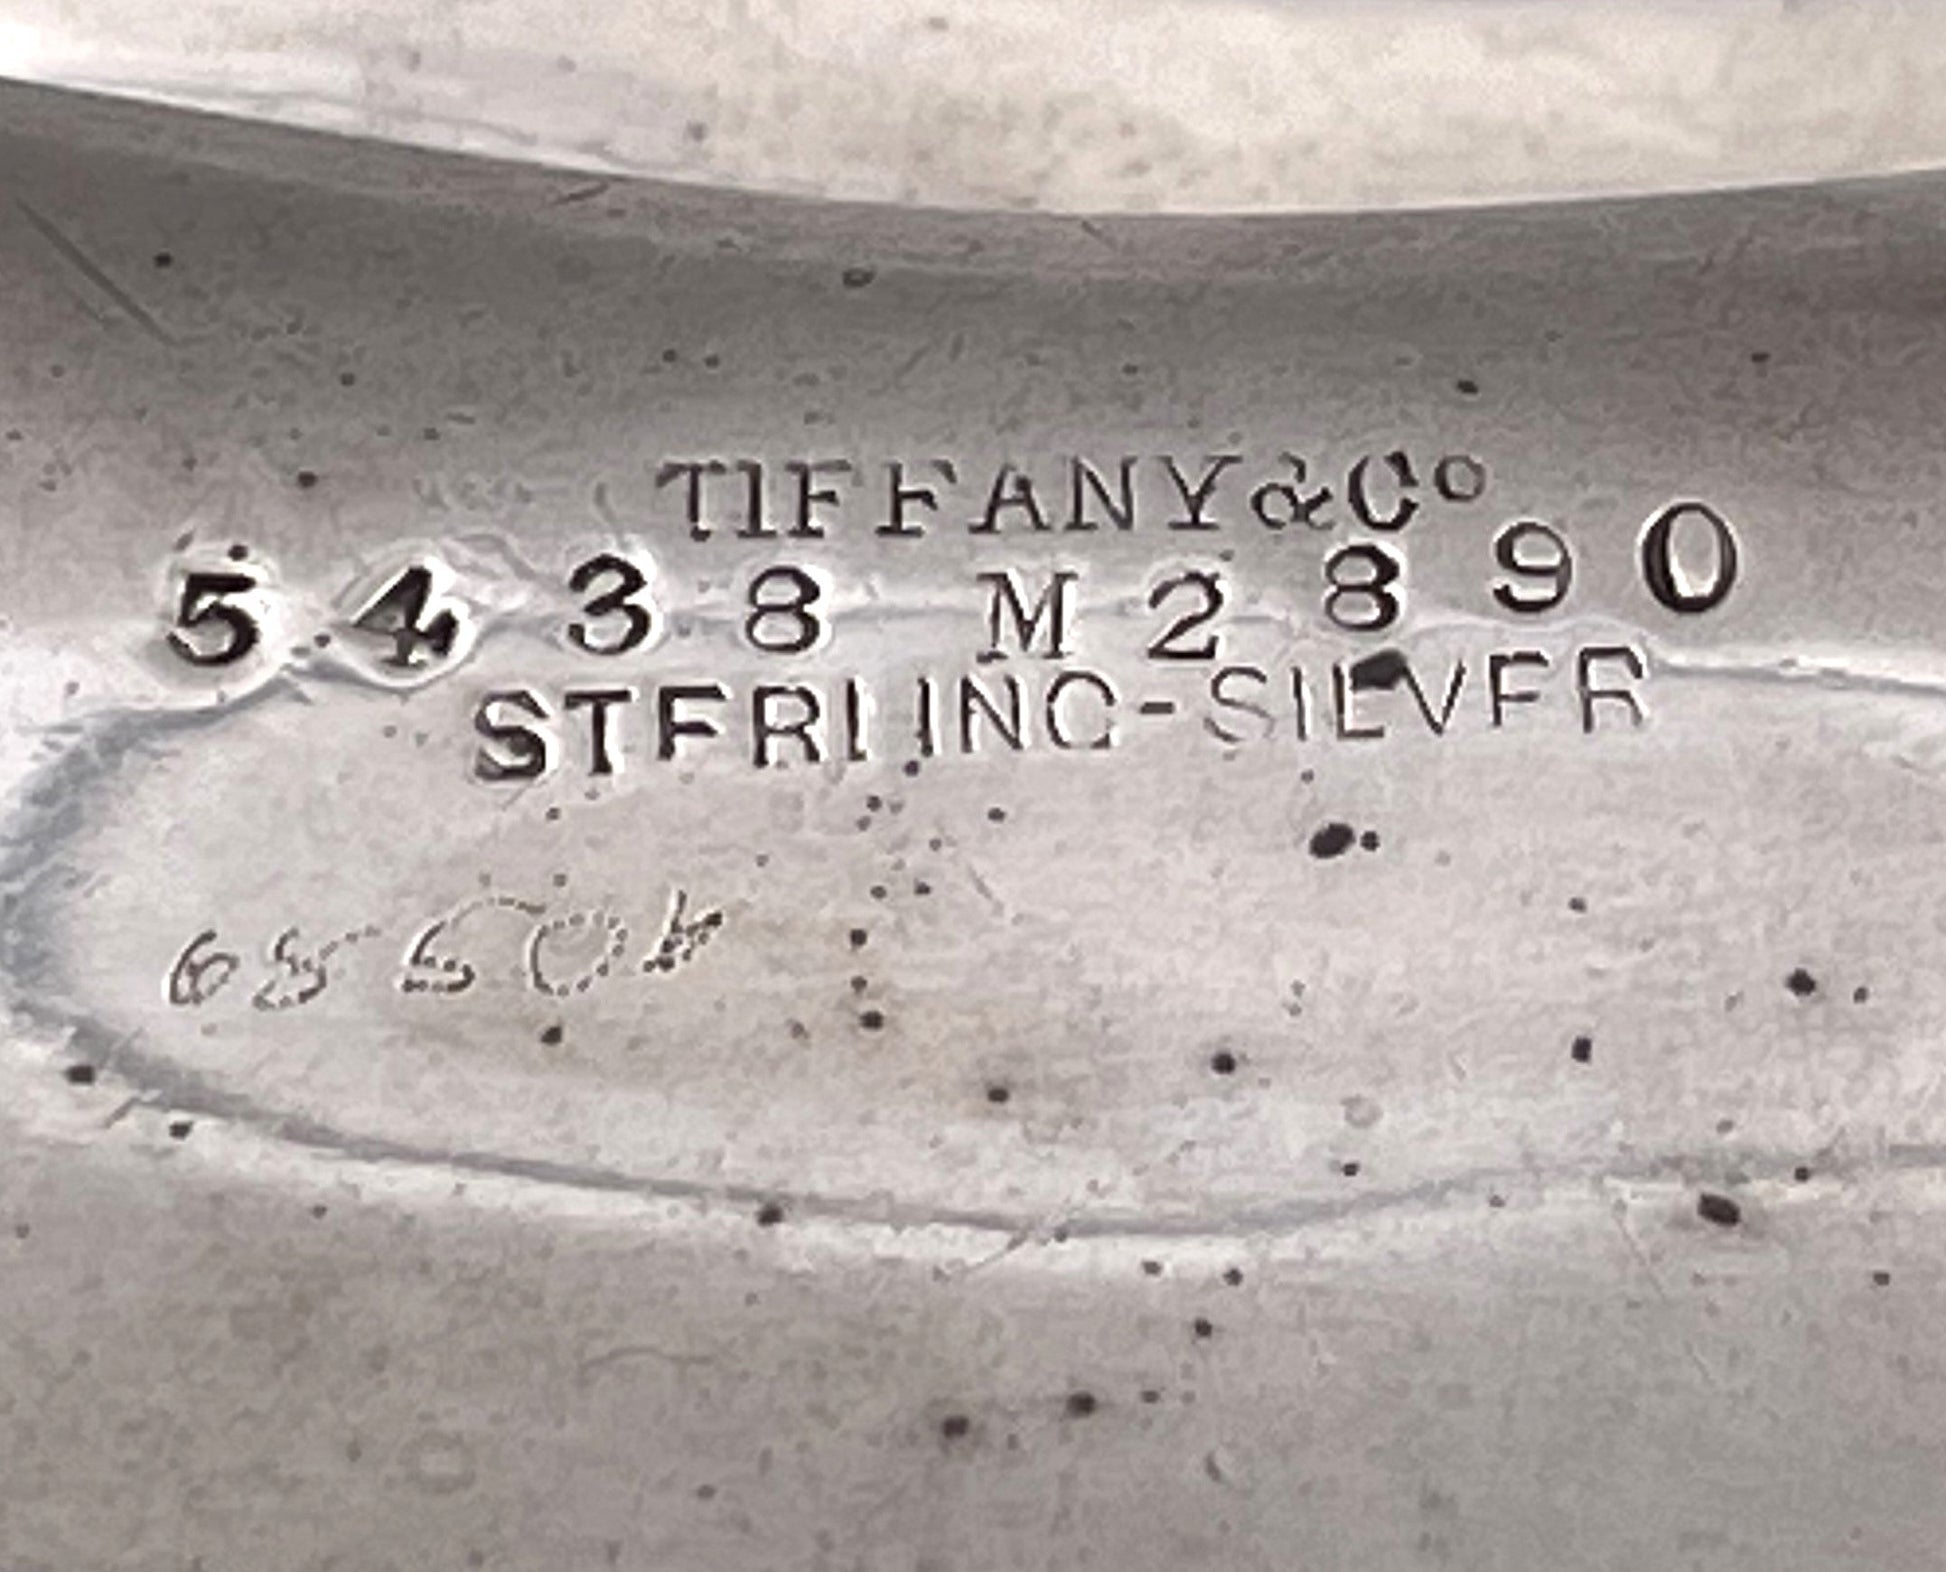 TIFFANY & Co
5438 M 2890
STERLING-SILVER